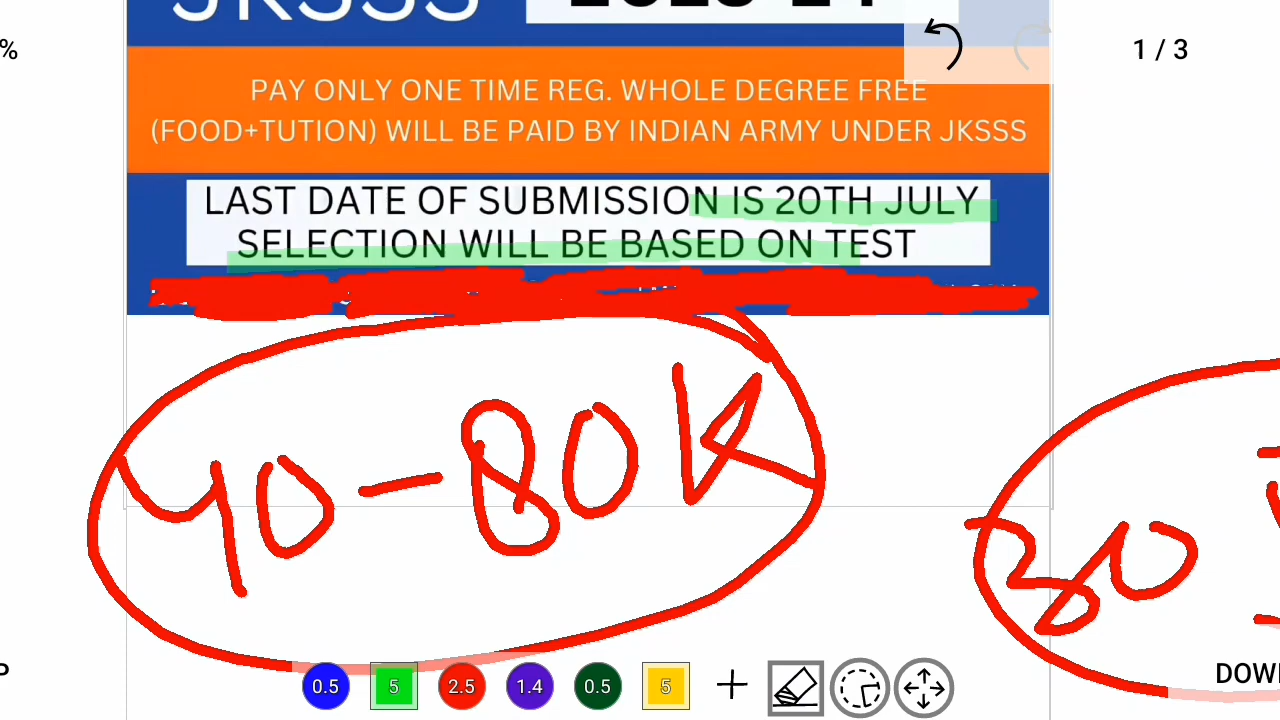 JKSSS
1 / 3
%
PAY ONLY ONE TIME REG. WHOLE DEGREE FREE
(FOOD+TUTION) WILL BE PAID BY INDIAN ARMY UNDER JKSSS
LAST DATE OF SUBMISSION IS 20TH JULY
SELECTION WILL BE BASED ON TEST
40-80K
30
P
0.5 5 2.5 1.4 0.5 5 +